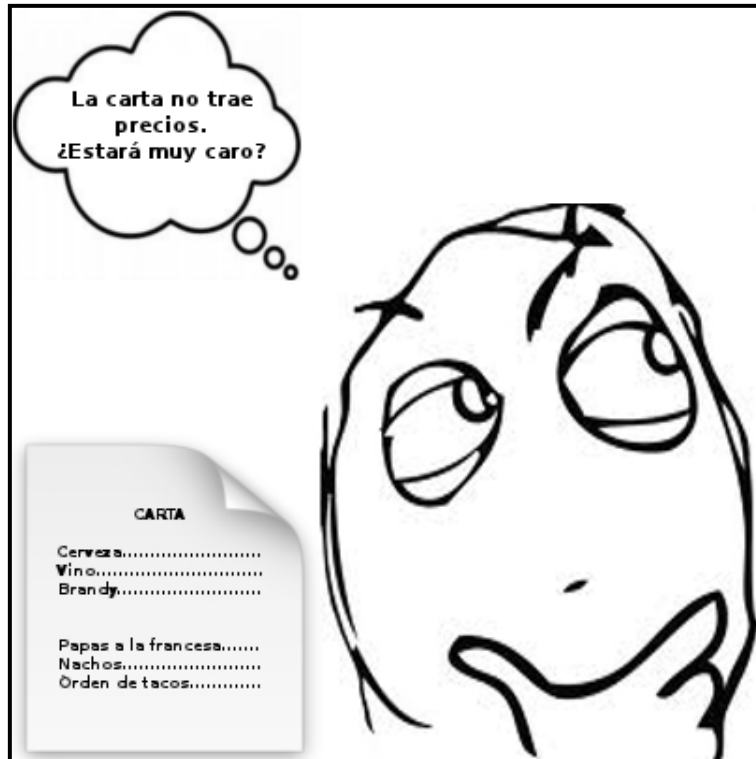 La carta no trae
precios.
¿Estará muy caro?
CARTA
Cerveza..........................
Vino................................
Brandy...........................
Papas a la francesa.......
Nachos..........................
Orden de tacos.............